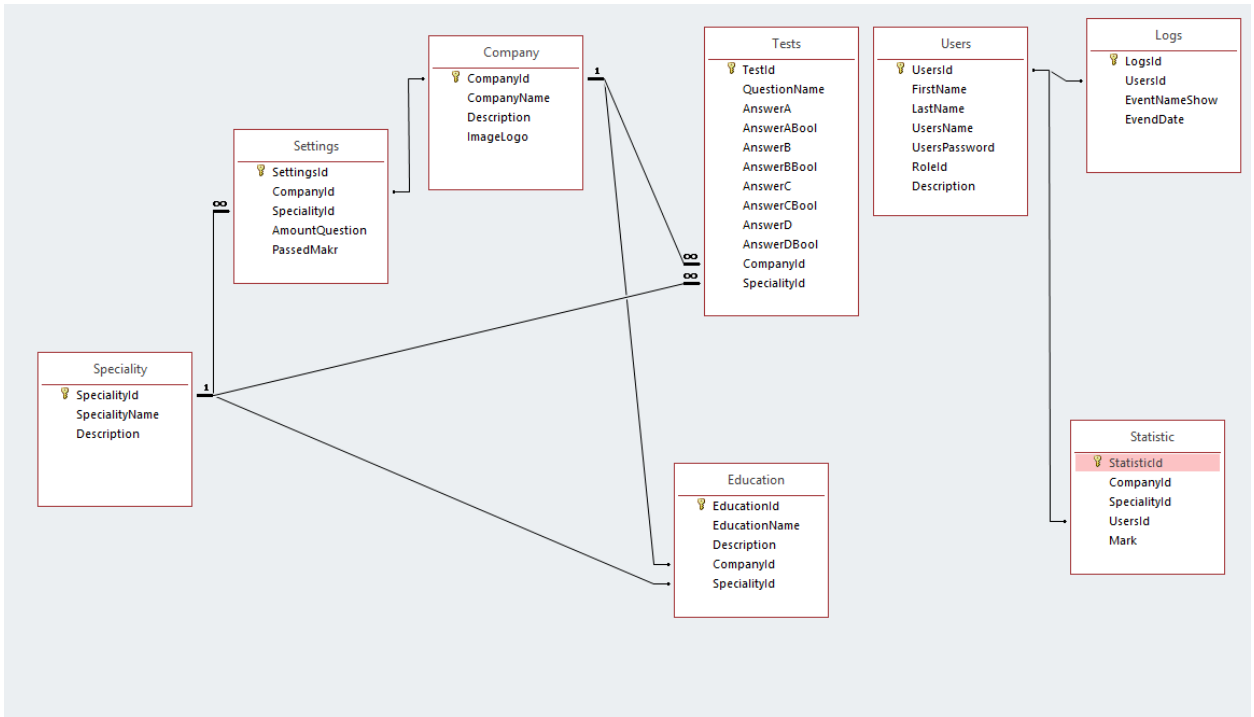 Company
CompanyId
CompanyName
Description
ImageLogo
Settings
SettingsId
CompanyId
SpecialityId
AmountQuestion
PassedMakr
Speciality
SpecialityId
SpecialityName
Description
Tests
TestId
QuestionName
AnswerA
AnswerABool
AnswerB
AnswerBBool
AnswerC
AnswerCBool
AnswerD
AnswerDBool
CompanyId
SpecialityId
Users
UsersId
FirstName
LastName
UsersName
UsersPassword
RoleId
Description
Logs
LogsId
UsersId
EventNameShow
EvendDate
Education
EducationId
EducationName
Description
CompanyId
SpecialityId
Statistic
StatisticId
CompanyId
SpecialityId
UsersId
Mark
1
∞
∞
∞
1